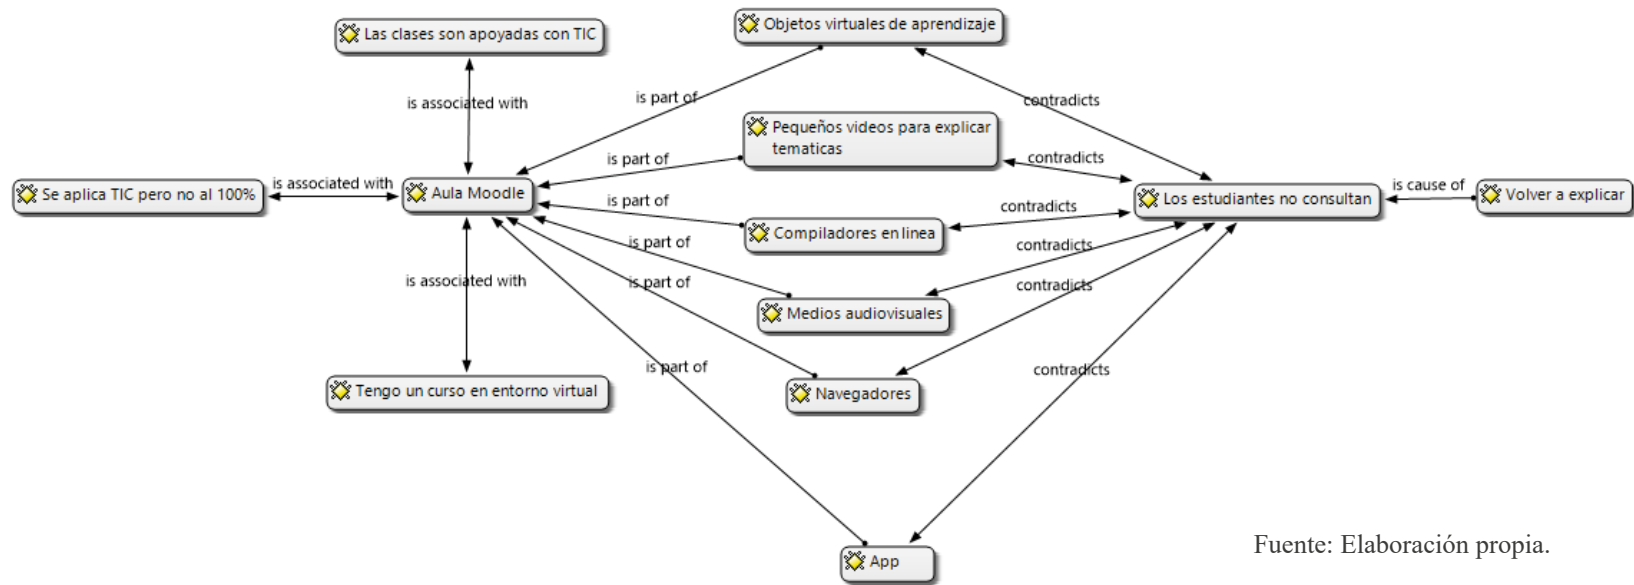 Objetos virtuales de aprendizaje
Las clases son apoyadas con TIC
is part of
contradicts
is associated with
Pequeños videos para explicar
tematicas
is part of
contradicts
Se aplica TIC pero no al 100%
is associated with
Aula Moodle
is part of
contradicts
Los estudiantes no consultan
is cause of
Volver a explicar
Compiladores en linea
is part of
contradicts
is associated with
is part of
contradicts
Medios audiovisuales
is part of
contradicts
Tengo un curso en entorno virtual
Navegadores
Fuente: Elaboración propia.
App